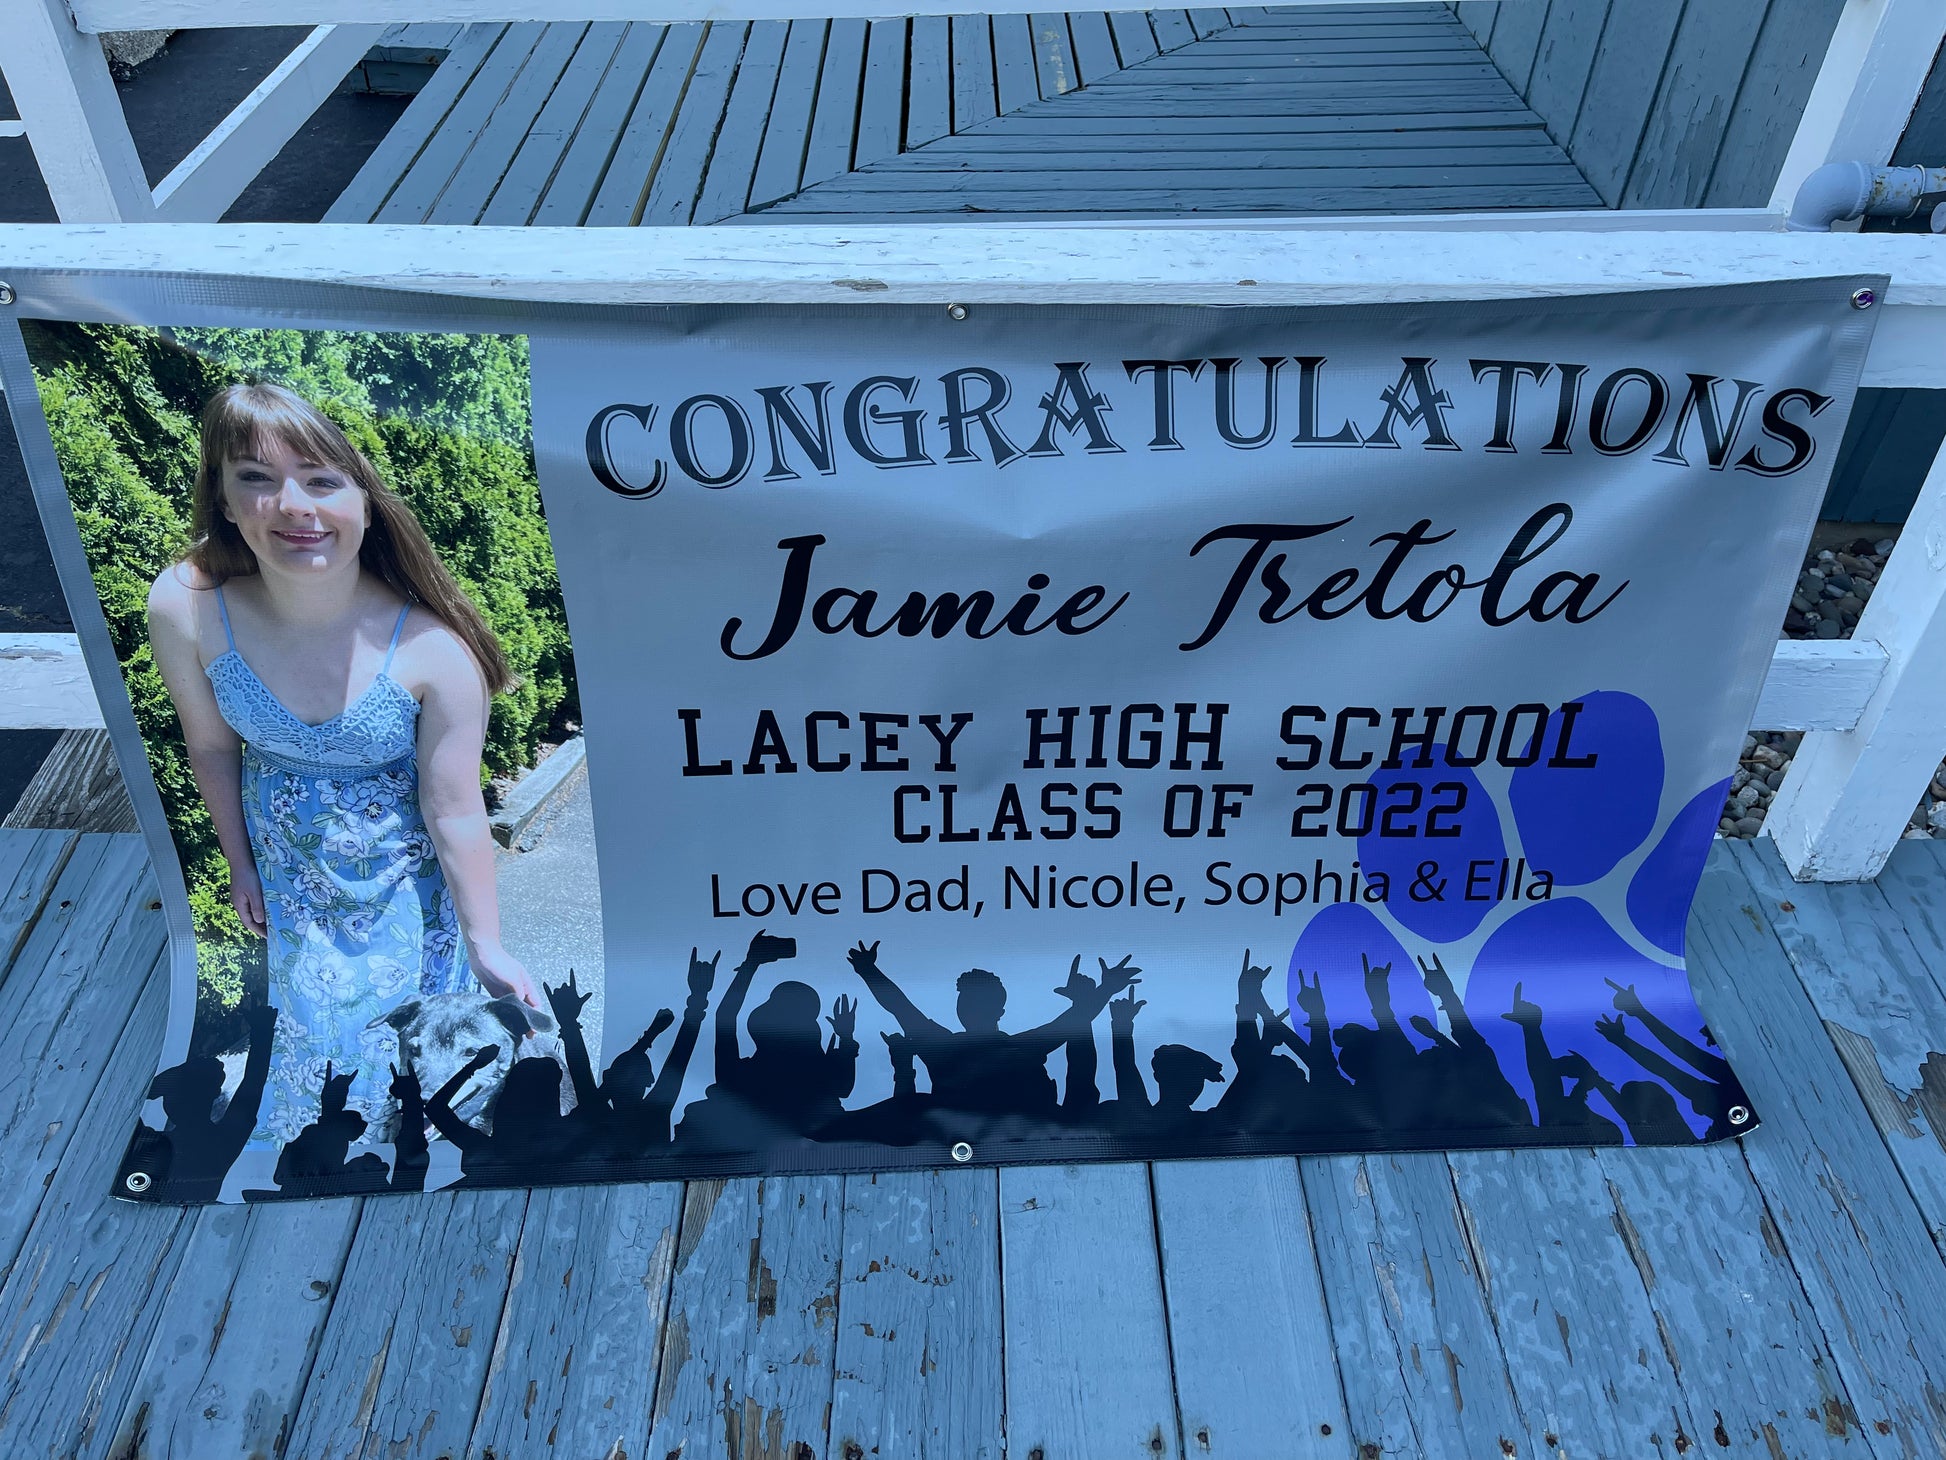 CONGRATULATIONS
Jamie Tretola
LACEY HIGH SCHOOL
CLASS OF 2022
Love Dad, Nicole, Sophia & Ella